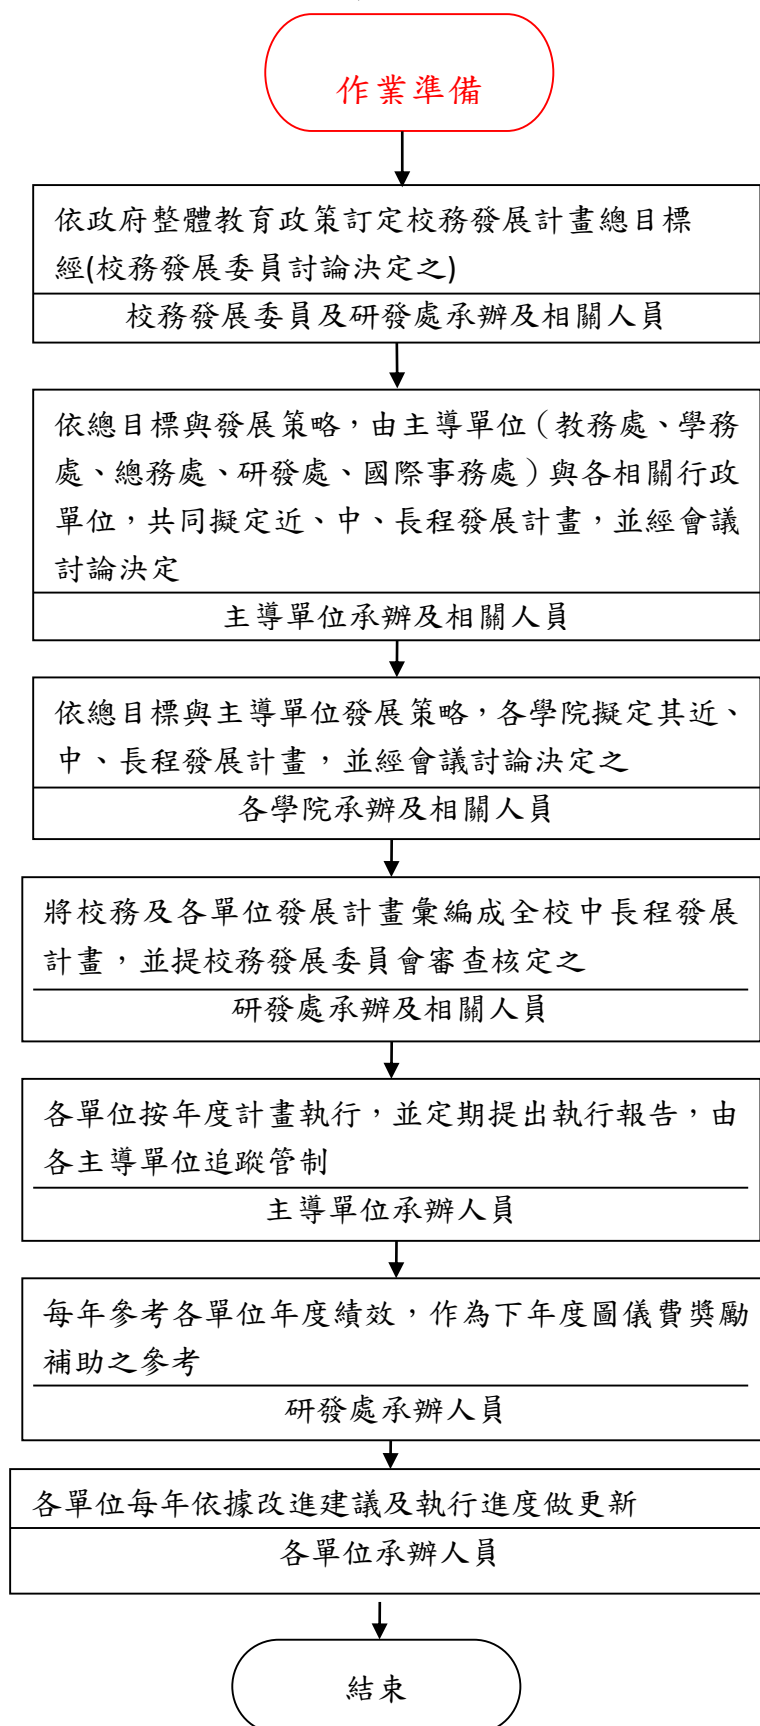 作業準備
依政府整體教育政策訂定校務發展計畫總目標
經(校務發展委員討論決定之)
校務發展委員及研發處承辦及相關人員
依總目標與發展策略，由主導單位（教務處、學務
處、總務處、研發處、國際事務處）與各相關行政
單位，共同擬定近、中、長程發展計畫，並經會議
討論決定
主導單位承辦及相關人員
依總目標與主導單位發展策略，各學院擬定其近、
中、長程發展計畫，並經會議討論決定之
各學院承辦及相關人員
將校務及各單位發展計畫彙編成全校中長程發展
計畫，並提校務發展委員會審查核定之
研發處承辦及相關人員
各單位按年度計畫執行，並定期提出執行報告，由
各主導單位追蹤管制
主導單位承辦人員
每年參考各單位年度績效，作為下年度圖儀費獎勵
補助之參考
研發處承辦人員
各單位每年依據改進建議及執行進度做更新
各單位承辦人員
結束